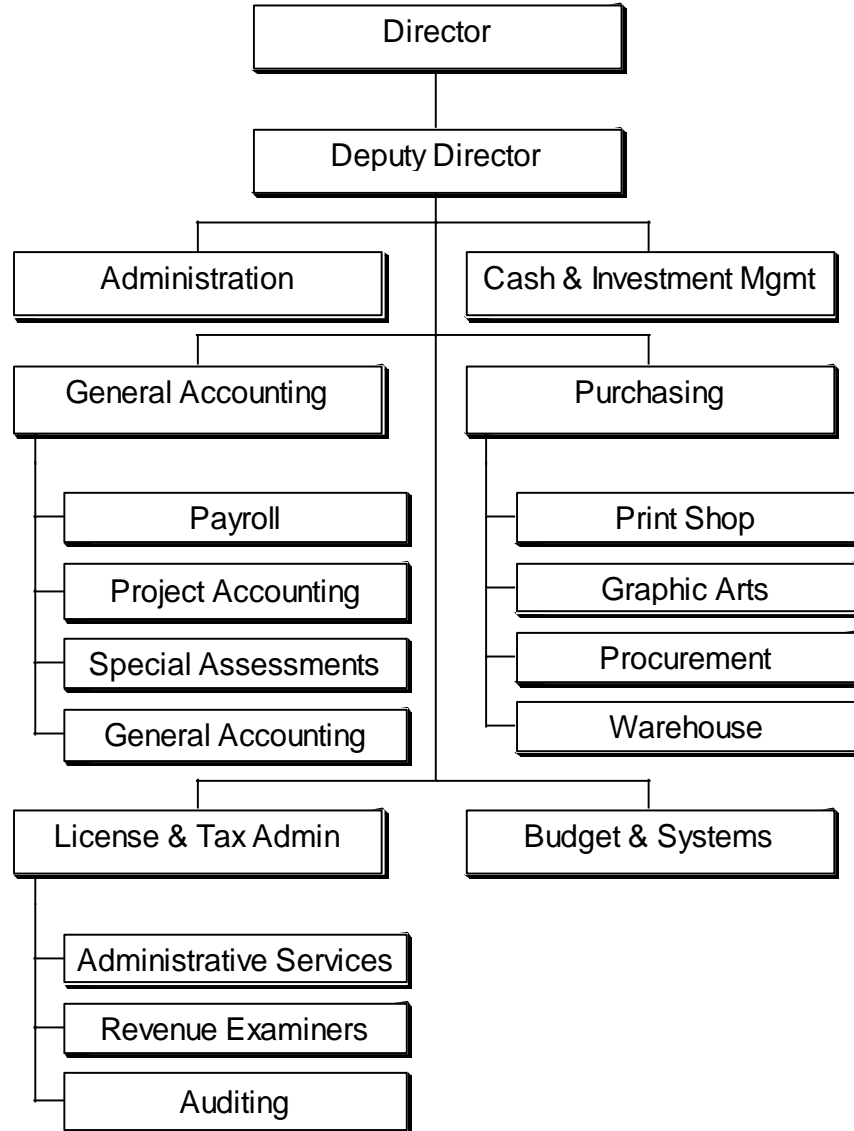 Director
Deputy Director
Administration
Cash & Investment Mgmt
General Accounting
Purchasing
Payroll
Project Accounting
Special Assessments
General Accounting
Print Shop
Graphic Arts
Procurement
Warehouse
License & Tax Admin
Budget & Systems
Administrative Services
Revenue Examiners
Auditing